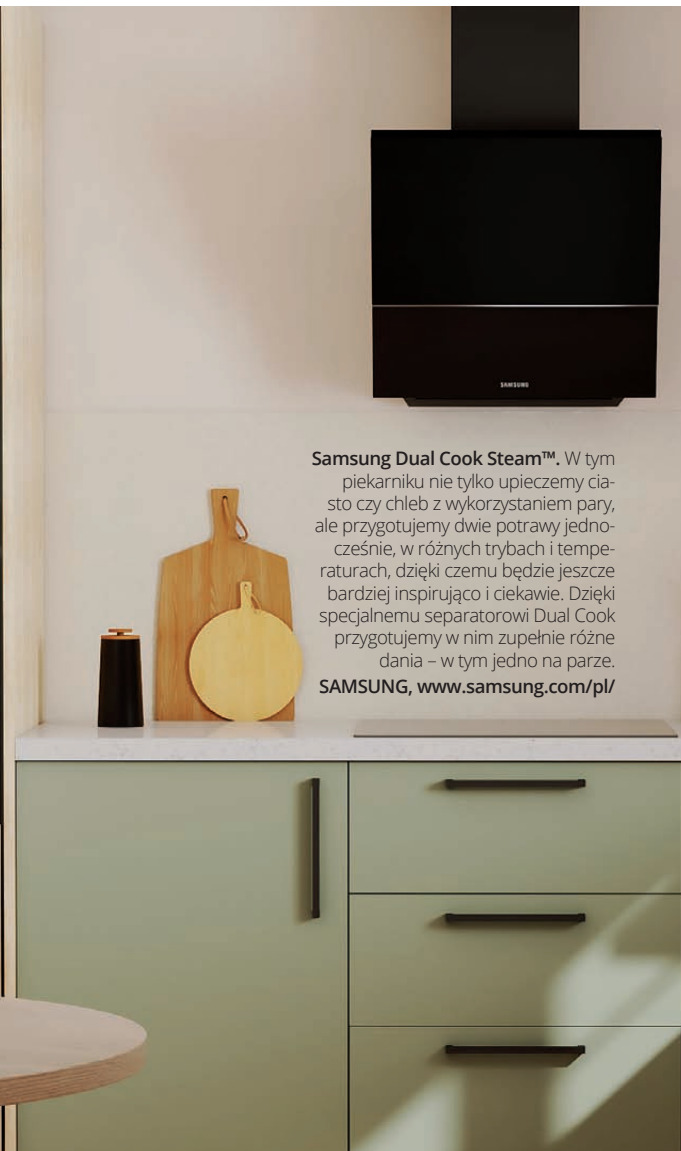 SAMSUNG
Samsung Dual Cook Steam™. W tym
piekarniku nie tylko upieczemy cia-
sto czy chleb z wykorzystaniem pary,
ale przygotujemy dwie potrawy jedno-
cześnie, w różnych trybach i tempe-
raturach, dzięki czemu będzie jeszcze
bardziej inspirująco i ciekawie. Dzięki
specjalnemu separatorowi Dual Cook
przygotujemy w nim zupełnie różne
dania – w tym jedno na parze.
SAMSUNG, www.samsung.com/pl/